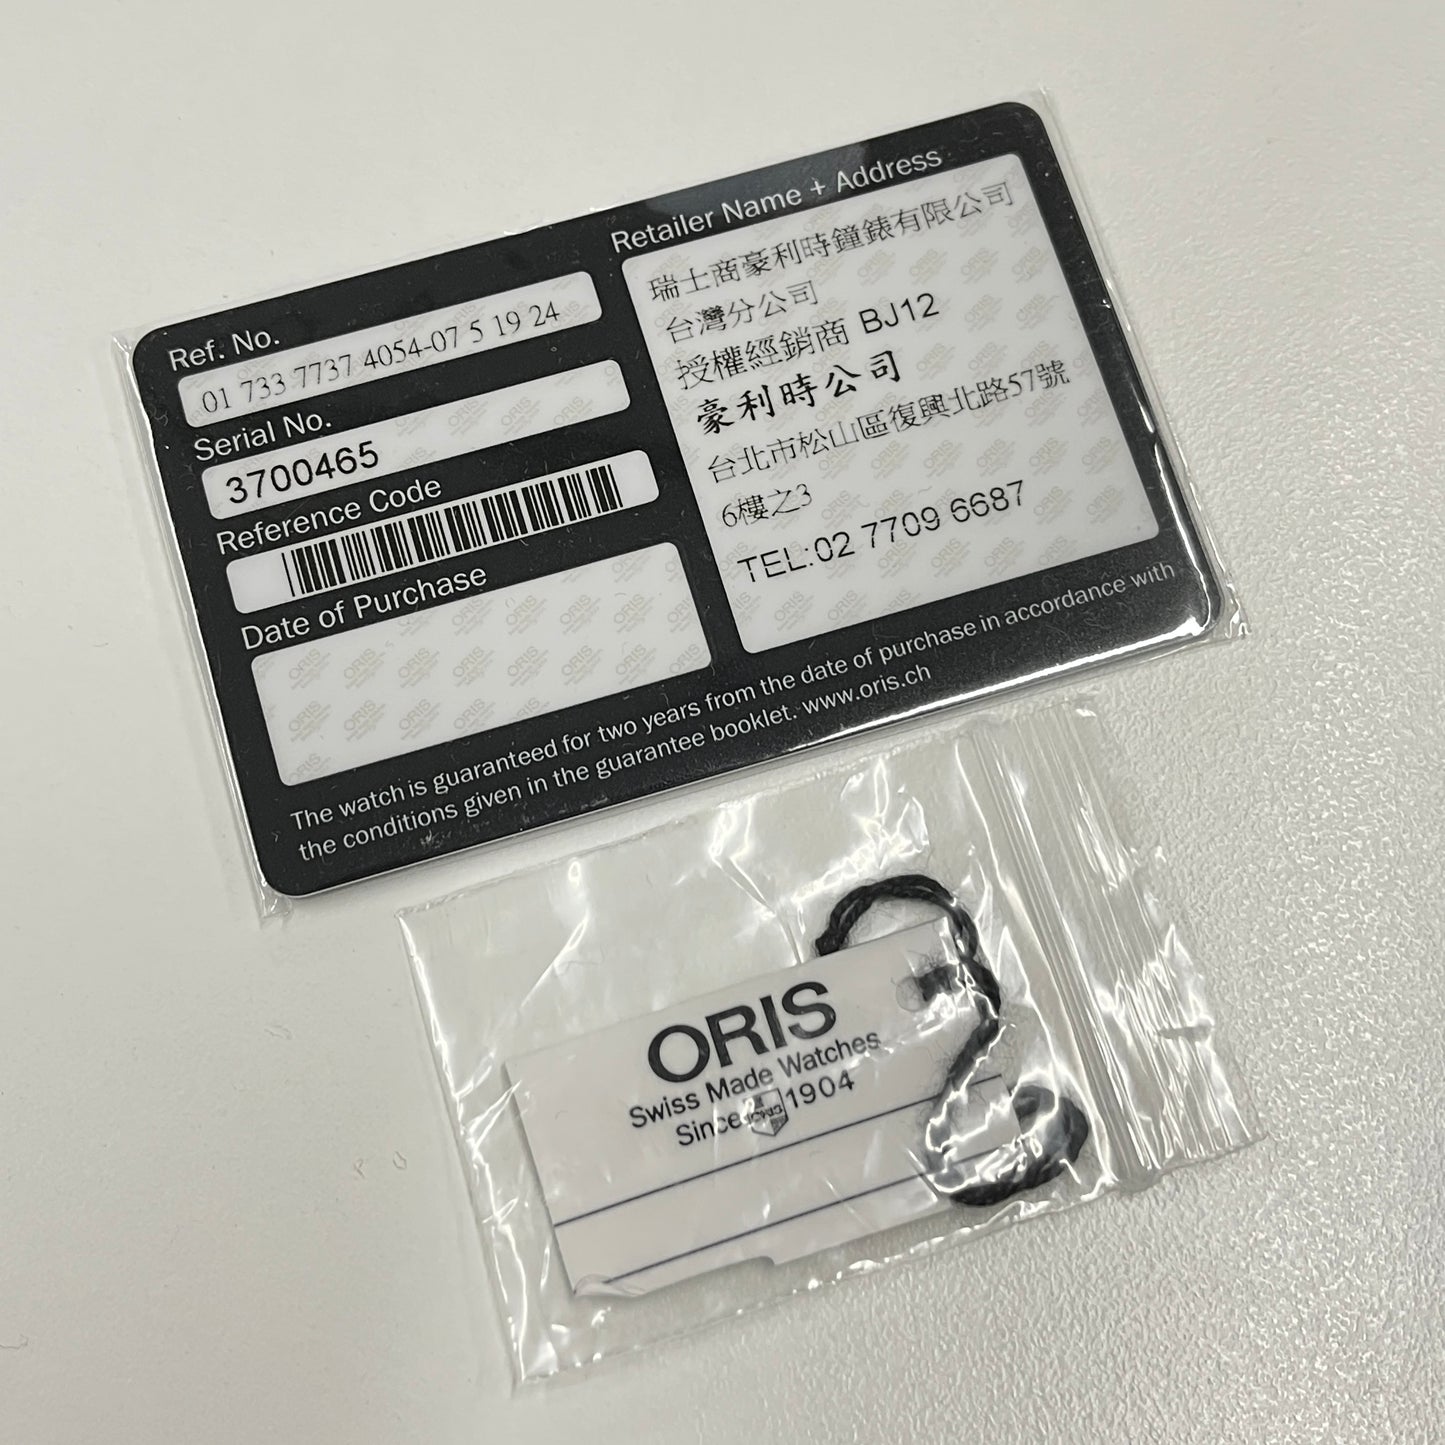 Ref. No.
01 733 7737 4054-07 5 19 24
Serial No.
3700465
Reference Code
Date of Purchase
Retailer Name + Address
瑞士商豪利時鐘錶有限公司
台灣分公司
授權經銷商 BJ12
豪利時公司
台北市松山區復興北路57號
6樓之3
TEL:02 7709 6687
The watch is guaranteed for two years from the date of purchase in accordance with
the conditions given in the guarantee booklet. www.oris.ch
ORIS
Swiss Made Watches
Since 1904